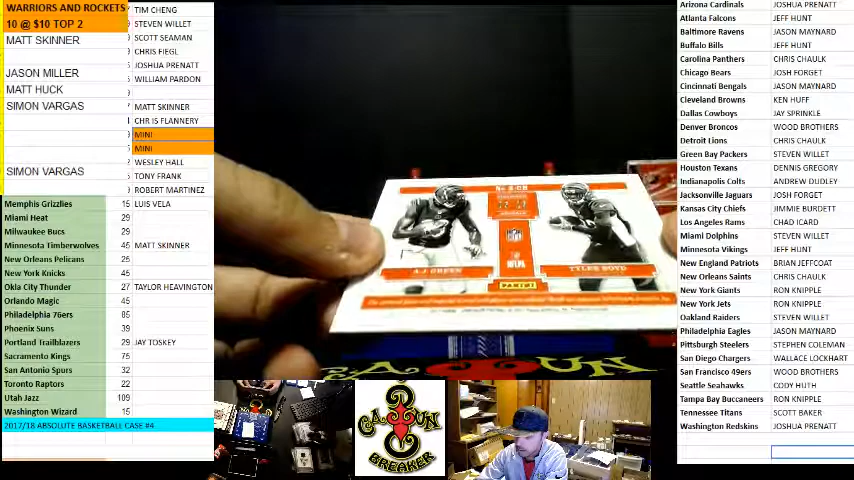 WARRIORS AND ROCKETS
10 @ $10 TOP 2
MATT SKINNER
JASON MILLER
MATT HUCK
SIMON VARGAS
SIMON VARGAS
TIM CHENG
STEVEN WILLET
SCOTT SEAMAN
CHRIS FIEGL
JOSHUA PRENATT
WILLIAM PARDON
MATT SKINNER
CHR IS FLANNERY
MINI
MINI
WESLEY HALL
TONY FRANK
ROBERT MARTINEZ
Memphis Grizzlies 15 LUIS VELA
Miami Heat 29
Milwaukee Bucs 29
Minnesota Timberwolves 45 MATT SKINNER
New Orleans Pelicans 25
New York Knicks 45
Okla City Thunder 27 TAYLOR HEAVINGTON
Orlando Magic 45
Philadelphia 76ers 85
Phoenix Suns 39
Portland Trailblazers 29 JAY TOSKEY
Sacramento Kings 75
San Antonio Spurs 32
Toronto Raptors 22
Utah Jazz 109
Washington Wizard 15
2017/18 ABSOLUTE BASKETBALL CASE #4
A.J. GREEN
TYLER BOYD
NFL
NFLPA
PANINI
CAJUN
BREAKER
CAJUN
Arizona Cardinals JOSHUA PRENATT
Atlanta Falcons JEFF HUNT
Baltimore Ravens JASON MAYNARD
Buffalo Bills JEFF HUNT
Carolina Panthers CHRIS CHAULK
Chicago Bears JOSH FORGET
Cincinnati Bengals JASON MAYNARD
Cleveland Browns KEN HUFF
Dallas Cowboys JAY SPRINKLE
Denver Broncos WOOD BROTHERS
Detroit Lions CHRIS CHAULK
Green Bay Packers STEVEN WILLET
Houston Texans DENNIS GREGORY
Indianapolis Colts ANDREW DUDLEY
Jacksonville Jaguars JOSH FORGET
Kansas City Chiefs JIMMIE BURDETT
Los Angeles Rams CHAD ICARD
Miami Dolphins STEVEN WILLET
Minnesota Vikings JEFF HUNT
New England Patriots BRIAN JEFFCOAT
New Orleans Saints CHRIS CHAULK
New York Giants RON KNIPPLE
New York Jets RON KNIPPLE
Oakland Raiders STEVEN WILLET
Philadelphia Eagles JASON MAYNARD
Pittsburgh Steelers STEPHEN COLEMAN
San Diego Chargers WALLACE LOCKHART
San Francisco 49ers WOOD BROTHERS
Seattle Seahawks CODY HUTH
Tampa Bay Buccaneers RON KNIPPLE
Tennessee Titans SCOTT BAKER
Washington Redskins JOSHUA PRENATT